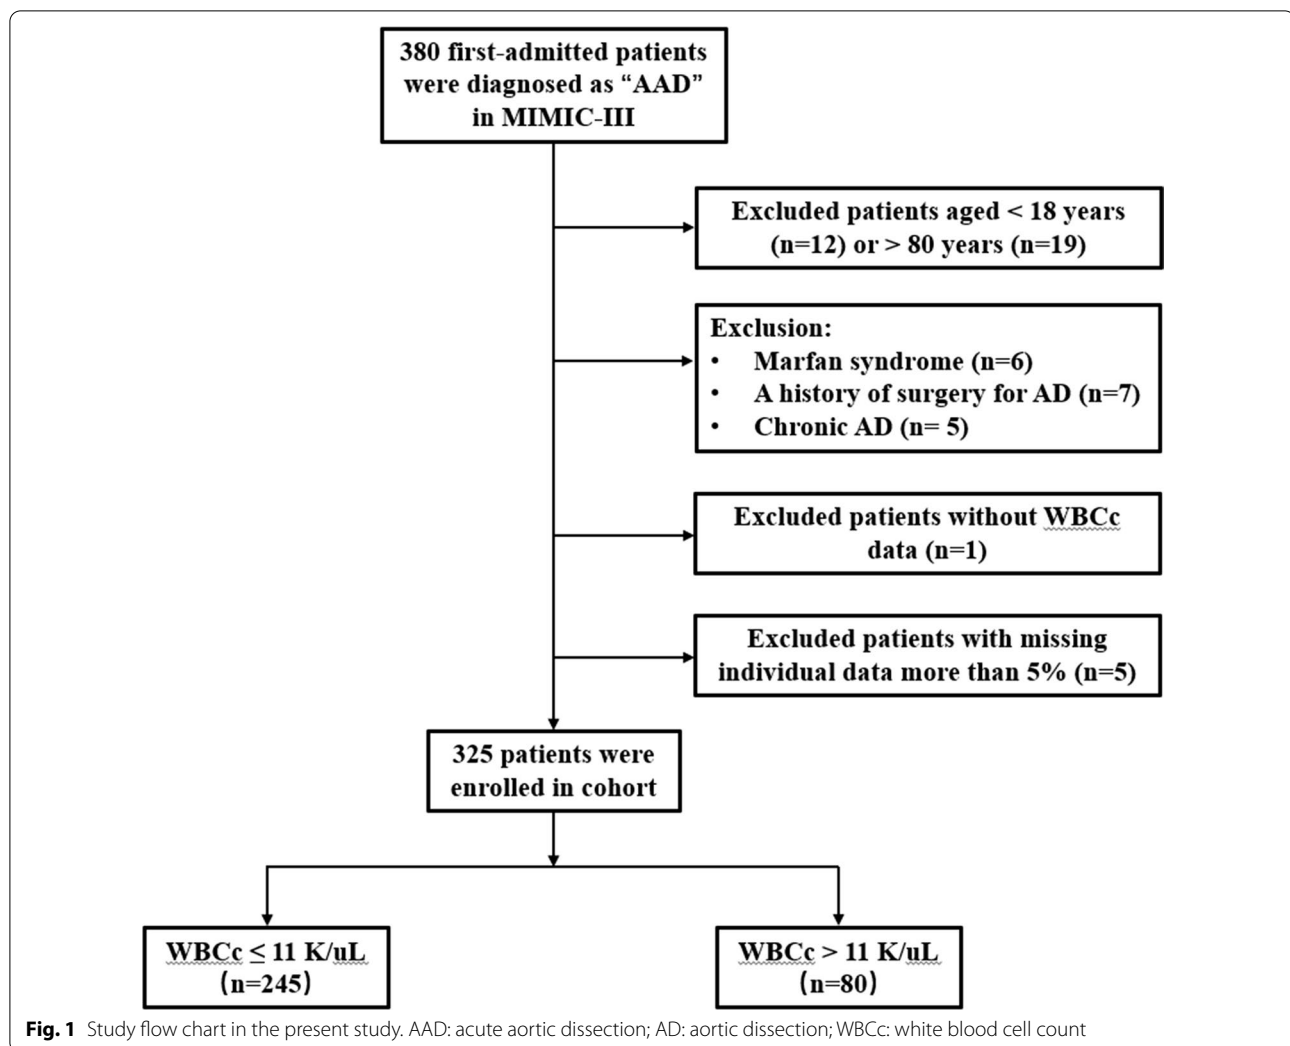 380 first-admitted patients
were diagnosed as “AAD”
in MIMIC-III
Excluded patients aged < 18 years
(n=12) or > 80 years (n=19)
Exclusion:
• Marfan syndrome (n=6)
• A history of surgery for AD (n=7)
• Chronic AD (n= 5)
Excluded patients without WBCc
data (n=1)
Excluded patients with missing
individual data more than 5% (n=5)
325 patients were
enrolled in cohort
WBCc ≤ 11 K/uL
(n=245)
WBCc > 11 K/uL
(n=80)
Fig. 1 Study flow chart in the present study. AAD: acute aortic dissection; AD: aortic dissection; WBCc: white blood cell count